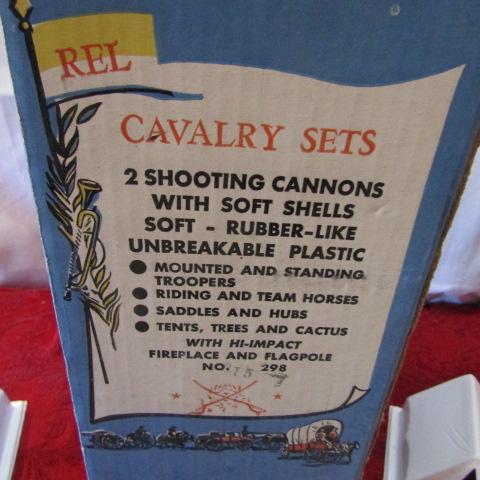 REL
CAVALRY SETS
2 SHOOTING CANNONS
WITH SOFT SHELLS
SOFT - RUBBER-LIKE
UNBREAKABLE PLASTIC
● MOUNTED AND STANDING
TROOPERS
● RIDING AND TEAM HORSES
● SADDLES AND HUBS
● TENTS, TREES AND CACTUS
WITH HI-IMPACT
FIREPLACE AND FLAGPOLE
NO. 298